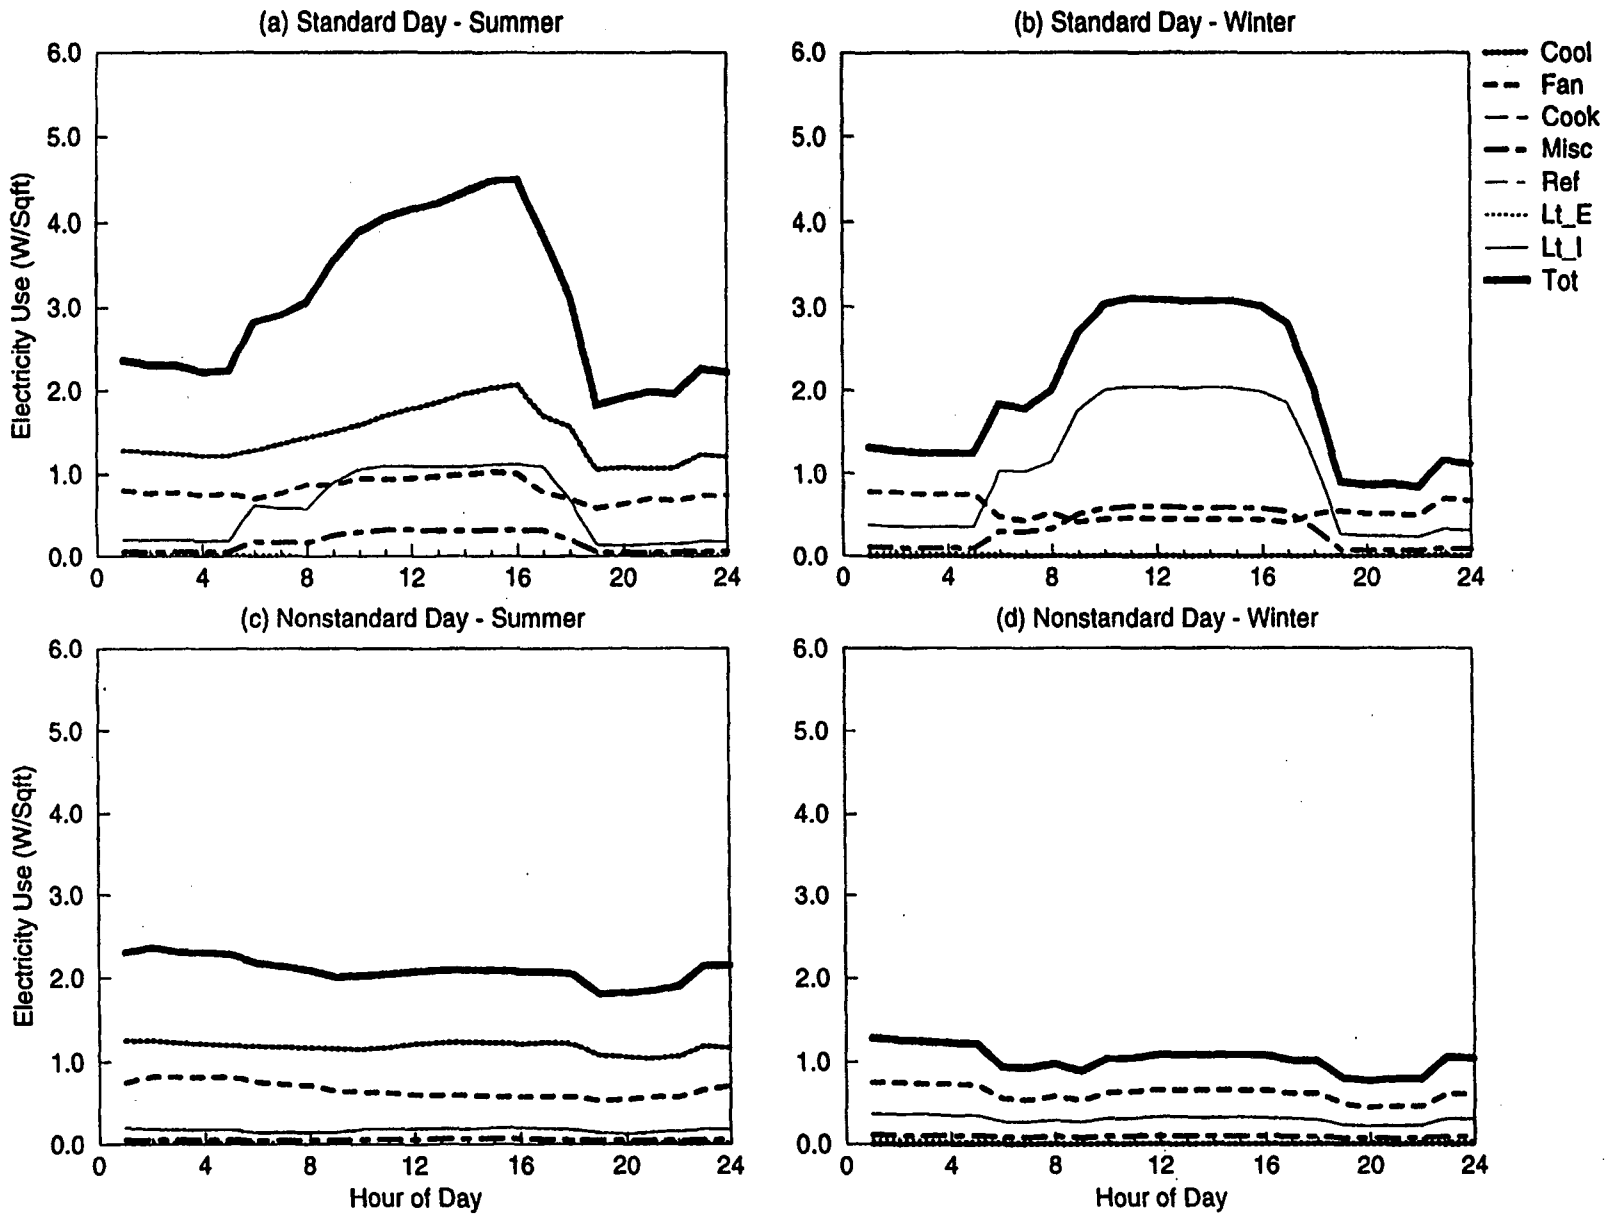 (a) Standard Day - Summer
(b) Standard Day - Winter
Electricity Use (W/Sqft)
6.0
5.0
4.0
3.0
2.0
1.0
0.0
0 4 8 12 16 20 24
6.0
5.0
4.0
3.0
2.0
1.0
0.0
0 4 8 12 16 20 24
Cool
Fan
Cook
Misc
Ref
Lt_E
Lt_I
Tot
(c) Nonstandard Day - Summer
(d) Nonstandard Day - Winter
Electricity Use (W/Sqft)
6.0
5.0
4.0
3.0
2.0
1.0
0.0
0 4 8 12 16 20 24
Hour of Day
6.0
5.0
4.0
3.0
2.0
1.0
0.0
0 4 8 12 16 20 24
Hour of Day